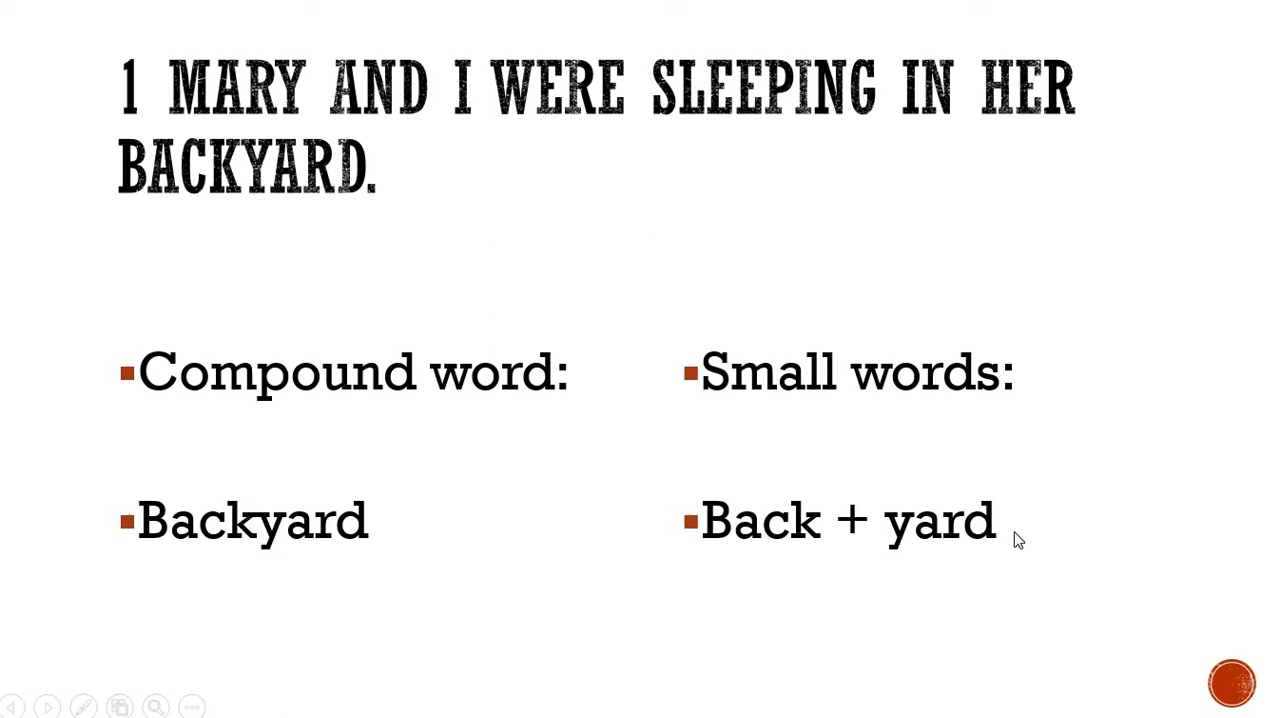 1 MARY AND I WERE SLEEPING IN HER
BACKYARD.
Compound word:
Small words:
Backyard
Back + yard